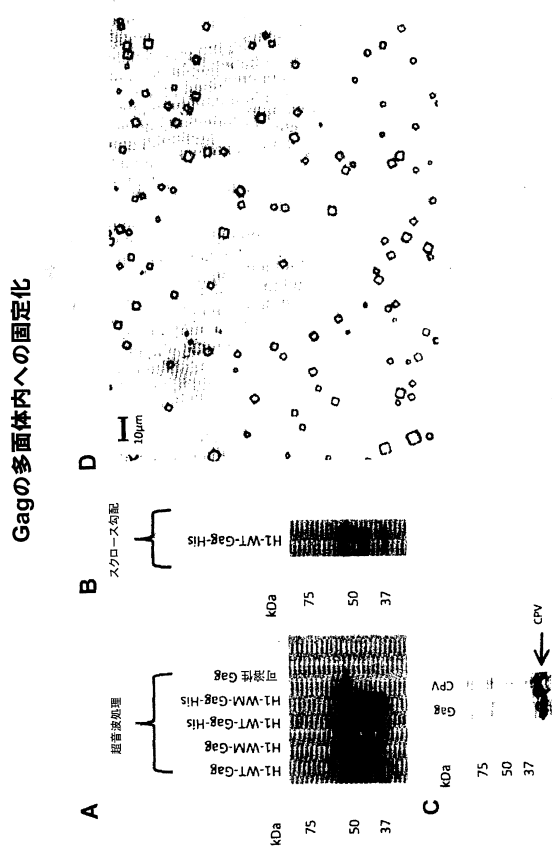 Gagの多面体内への固定化
A
超音波処理
H1-WT-Gag
H1-WM-Gag
H1-WT-Gag-His
H1-WM-Gag-His
可溶性 Gag
kDa
75
50
37
B
スクロース勾配
H1-WT-Gag-His
kDa
75
50
37
C
Gag
CPV
kDa
75
50
37
CPV
D
10μm